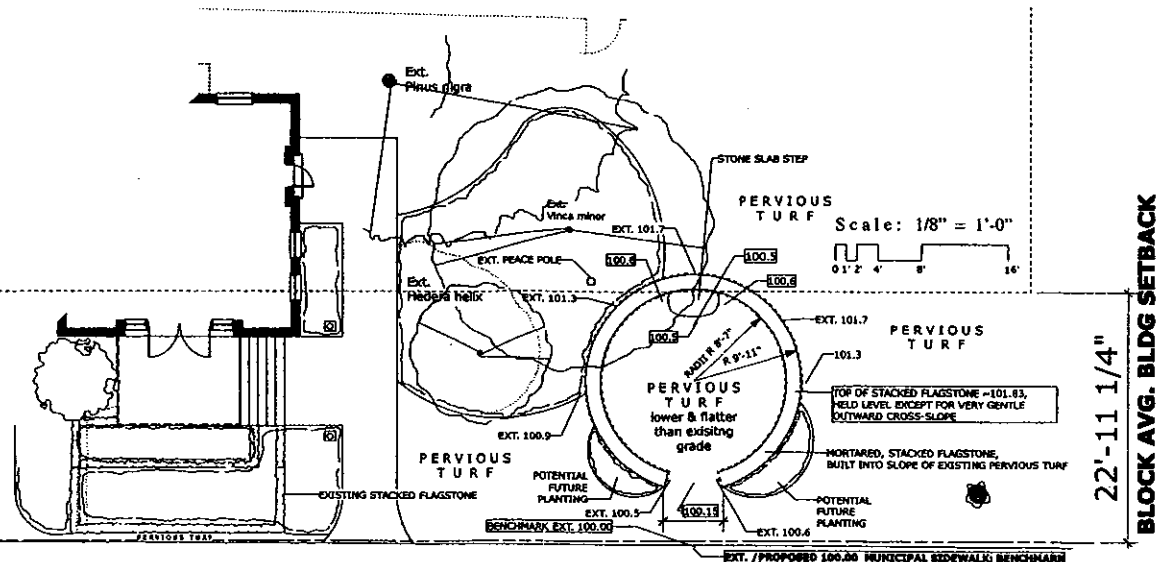 Ext.
Pinus nigra
STONE SLAB STEP
PERVIOUS
TURF
Scale: 1/8" = 1'-0"
0 1' 2' 4' 8' 16'
Ext.
Vinca minor
EXT. 101.7
100.6
100.5
100.6
EXT. PEACE POLE
Ext.
Hedera helix
EXT. 101.3
100.5
EXT. 101.7
PERVIOUS
TURF
RADII R 8'-7"
R 9'-11"
101.3
PERVIOUS
TURF
lower & flatter
than exisitng
grade
TOP OF STACKED FLAGSTONE ~101.83,
HELD LEVEL EXCEPT FOR VERY GENTLE
OUTWARD CROSS-SLOPE
EXT. 100.9
MORTARED, STACKED FLAGSTONE,
BUILT INTO SLOPE OF EXISTING PERVIOUS TURF
PERVIOUS
TURF
POTENTIAL
FUTURE
PLANTING
EXISTING STACKED FLAGSTONE
POTENTIAL
FUTURE
PLANTING
EXT. 100.5
100.15
BENCHMARK EXT. 100.00
EXT. 100.6
PERVIOUS TURF
EXT. / PROPOSED 100.00 MUNICIPAL SIDEWALK: BENCHMARK
22'-11 1/4"
BLOCK AVG. BLDG SETBACK